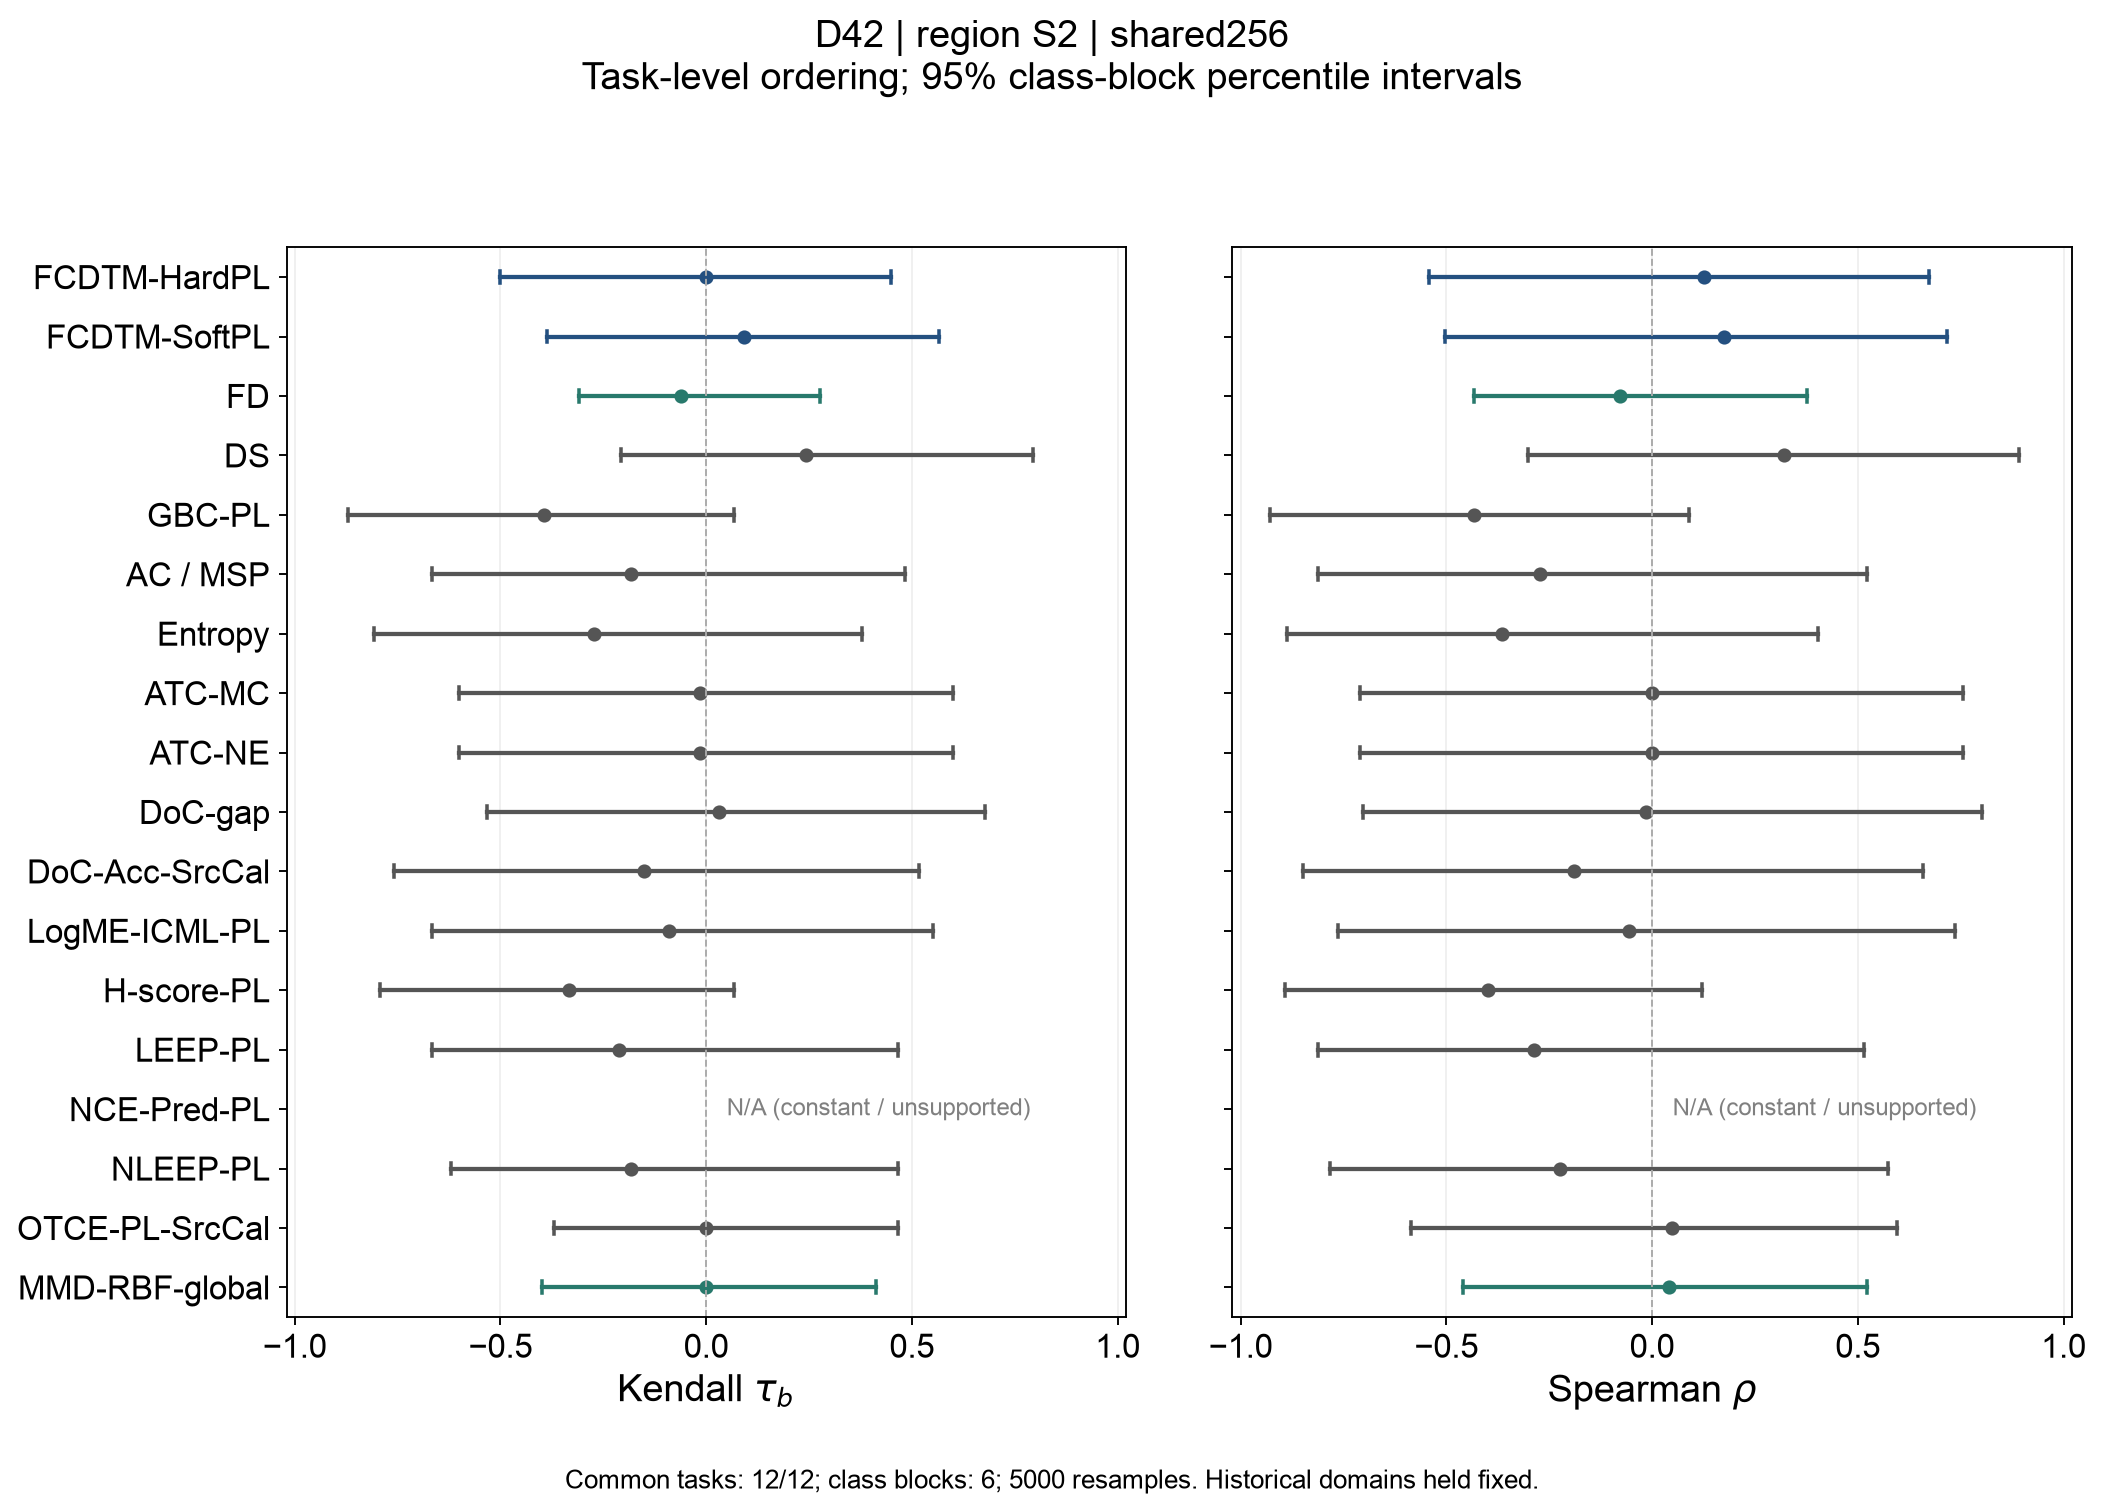 D42 | region S2 | shared256
Task-level ordering; 95% class-block percentile intervals
FCDTM-HardPL
FCDTM-SoftPL
FD
DS
GBC-PL
AC / MSP
Entropy
ATC-MC
ATC-NE
DoC-gap
DoC-Acc-SrcCal
LogME-ICML-PL
H-score-PL
LEEP-PL
NCE-Pred-PL
N/A (constant / unsupported)
N/A (constant / unsupported)
NLEEP-PL
OTCE-PL-SrcCal
MMD-RBF-global
−1.0 −0.5 0.0 0.5 1.0
−1.0 −0.5 0.0 0.5 1.0
Kendall τb
Spearman ρ
Common tasks: 12/12; class blocks: 6; 5000 resamples. Historical domains held fixed.